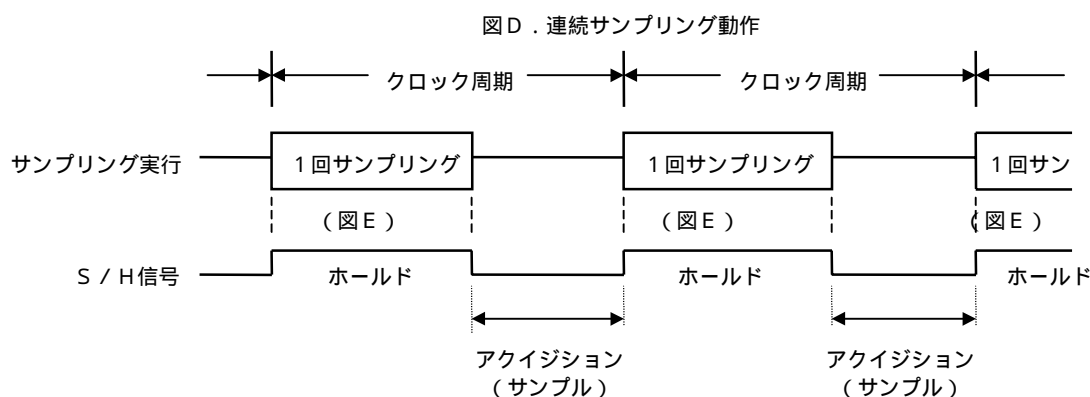 図D．連続サンプリング動作
クロック周期 クロック周期
サンプリング実行 1回サンプリング 1回サンプリング 1回サン
（図E） （図E） （図E）
S／H信号 ホールド ホールド ホールド
アクイジション アクイジション
（サンプル） （サンプル）